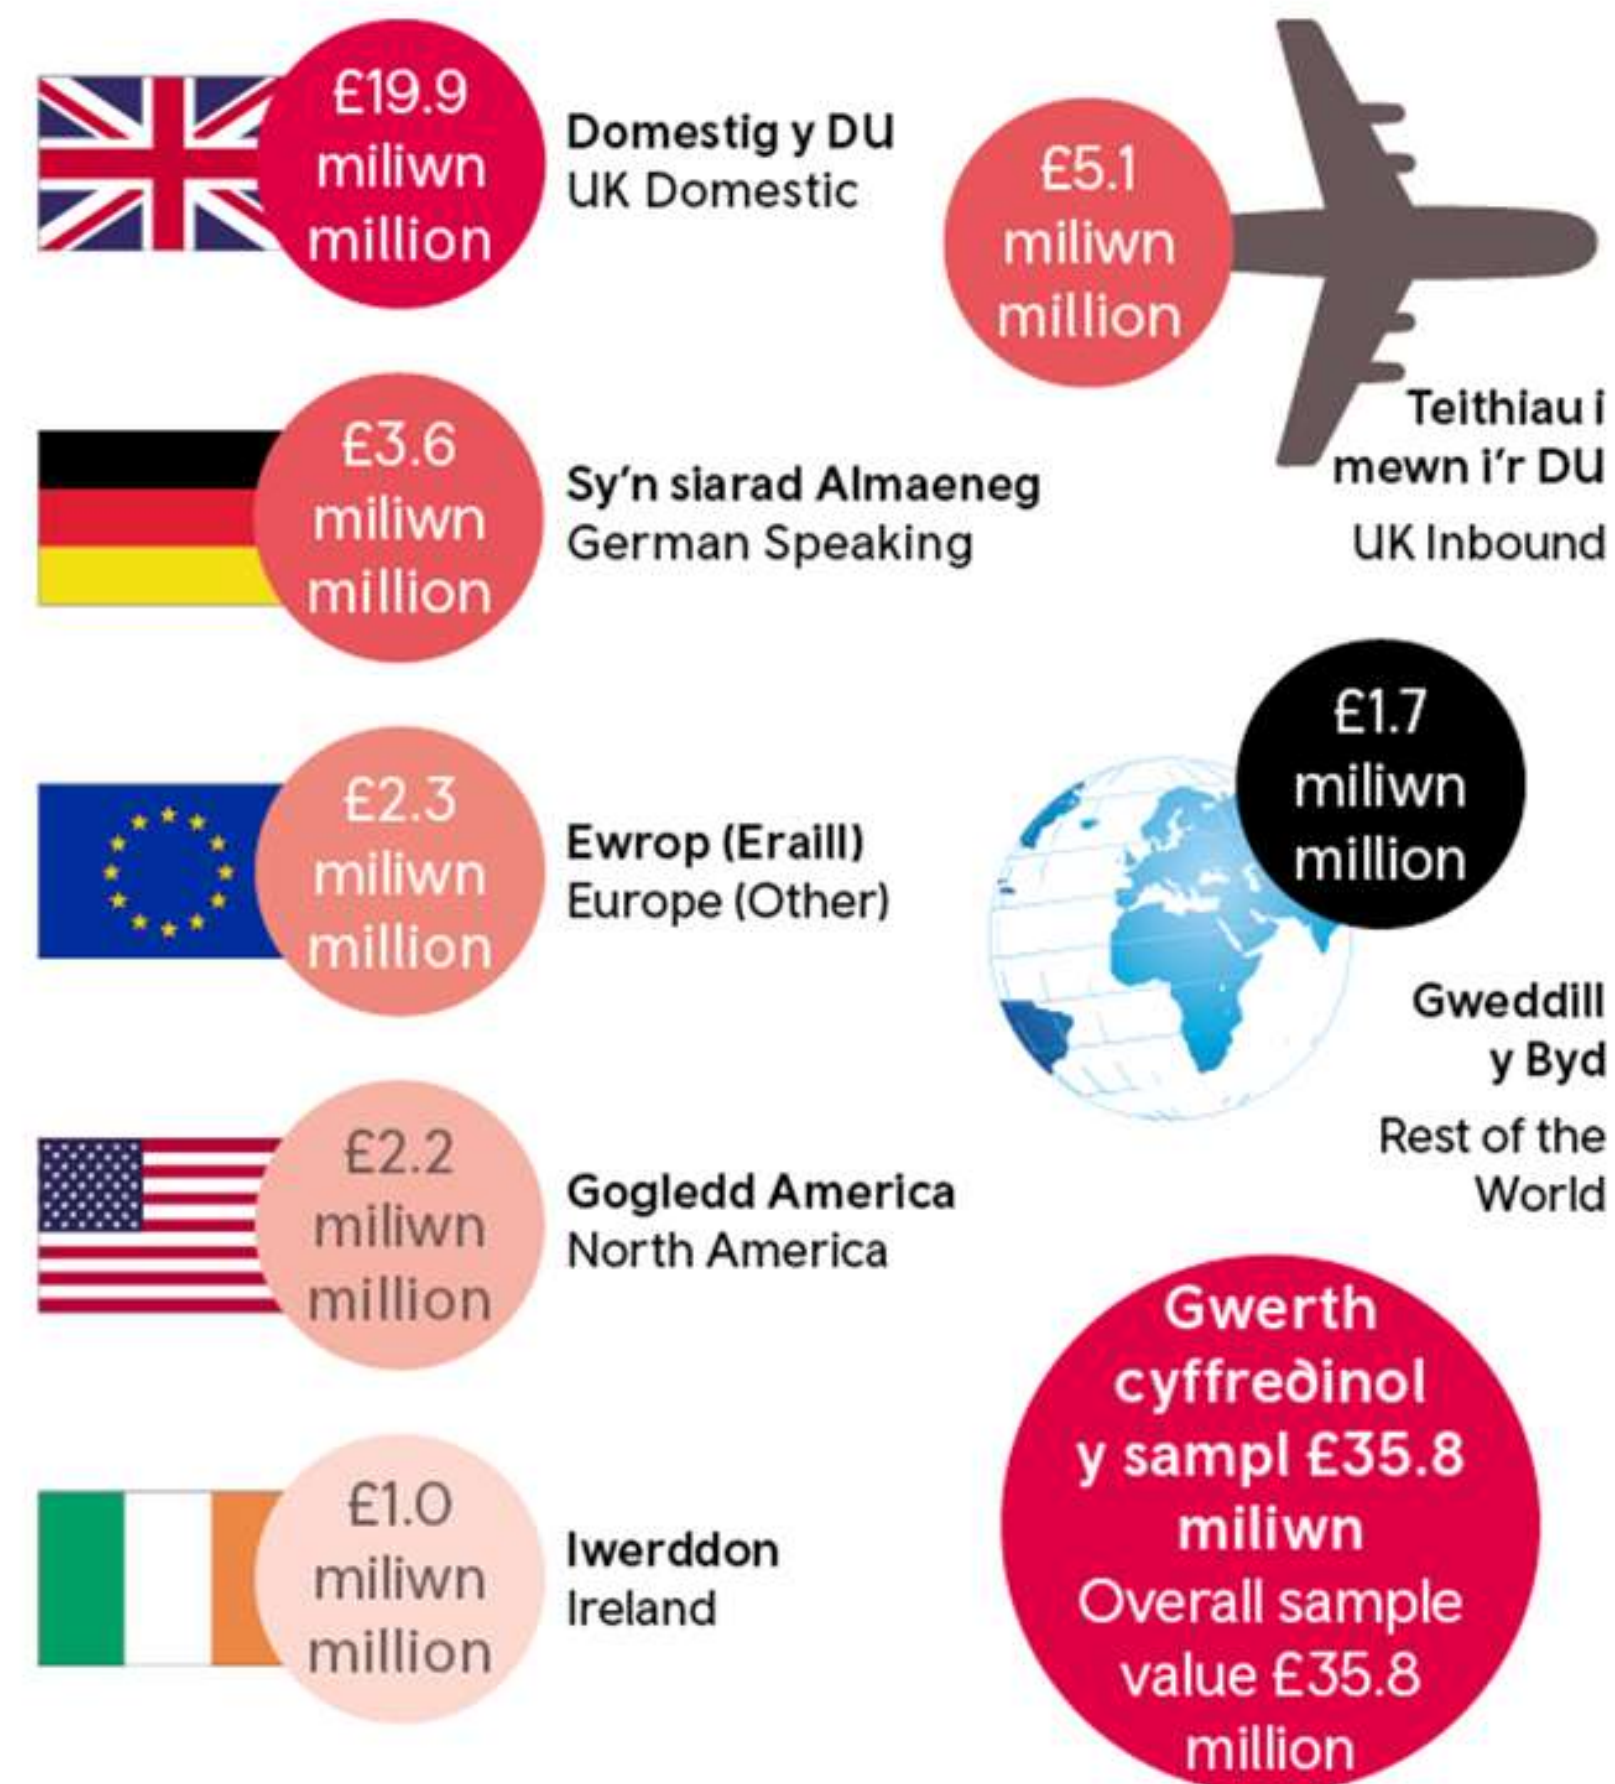 £19.9
miliwn
million
Domestig y DU
UK Domestic
£5.1
miliwn
million
Teithiau i
mewn i'r DU
UK Inbound
£3.6
miliwn
million
Sy'n siarad Almaeneg
German Speaking
£1.7
miliwn
million
Gweddill
y Byd
Rest of the
World
£2.3
miliwn
million
Ewrop (Eraill)
Europe (Other)
£2.2
miliwn
million
Gogledd America
North America
£1.0
miliwn
million
Iwerddon
Ireland
Gwerth
cyffreðinol
y sampl £35.8
miliwn
Overall sample
value £35.8
million